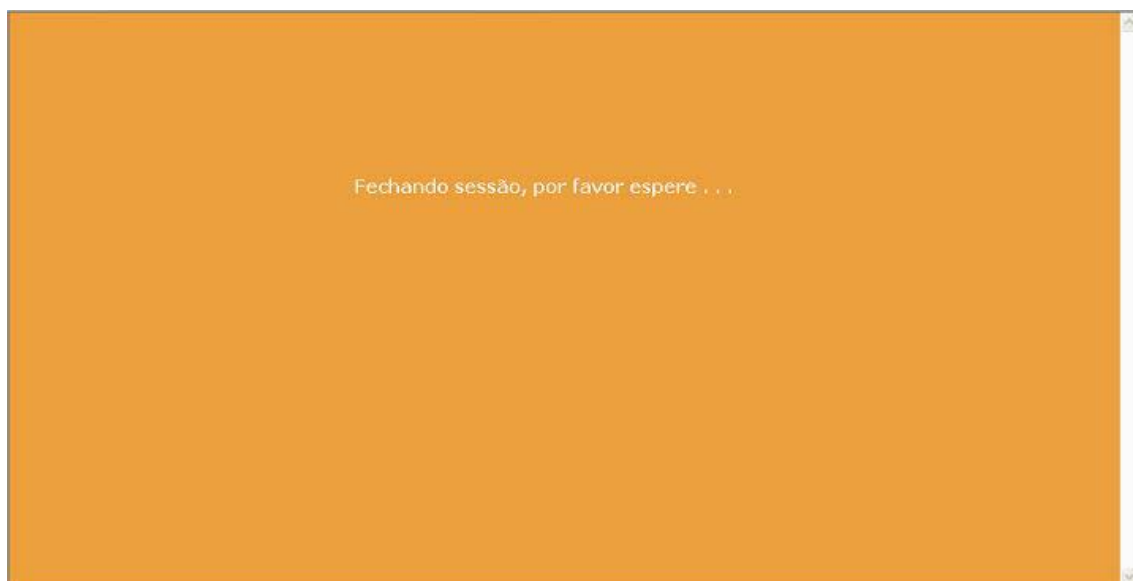 Fechando sessão, por favor espere . . .